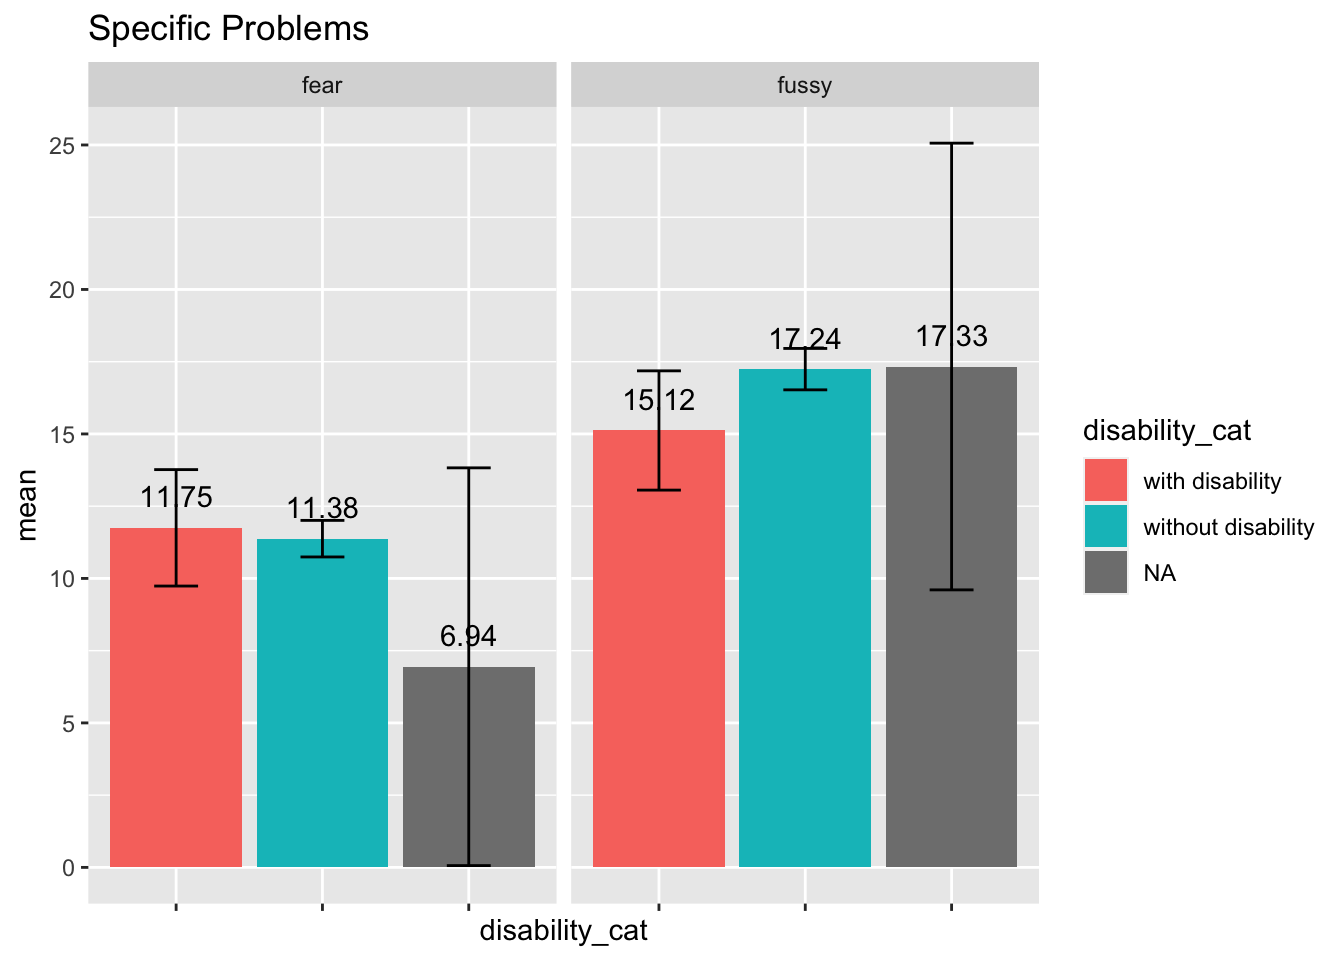 Specific Problems
fear
fussy
25
20
15
10
5
0
mean
11.75
11.38
6.94
15.12
17.24
17.33
disability_cat
disability_cat
with disability
without disability
NA